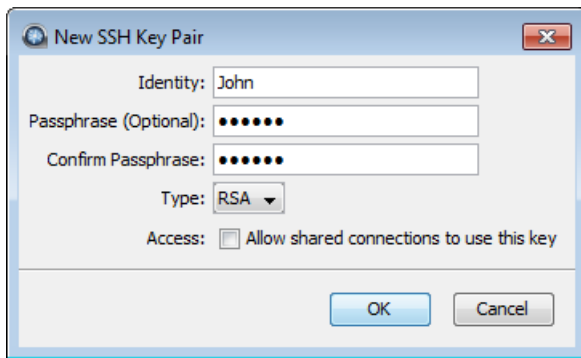 New SSH Key Pair
Identity: John
Passphrase (Optional): ••••••
Confirm Passphrase: ••••••
Type: RSA
Access: Allow shared connections to use this key
OK Cancel